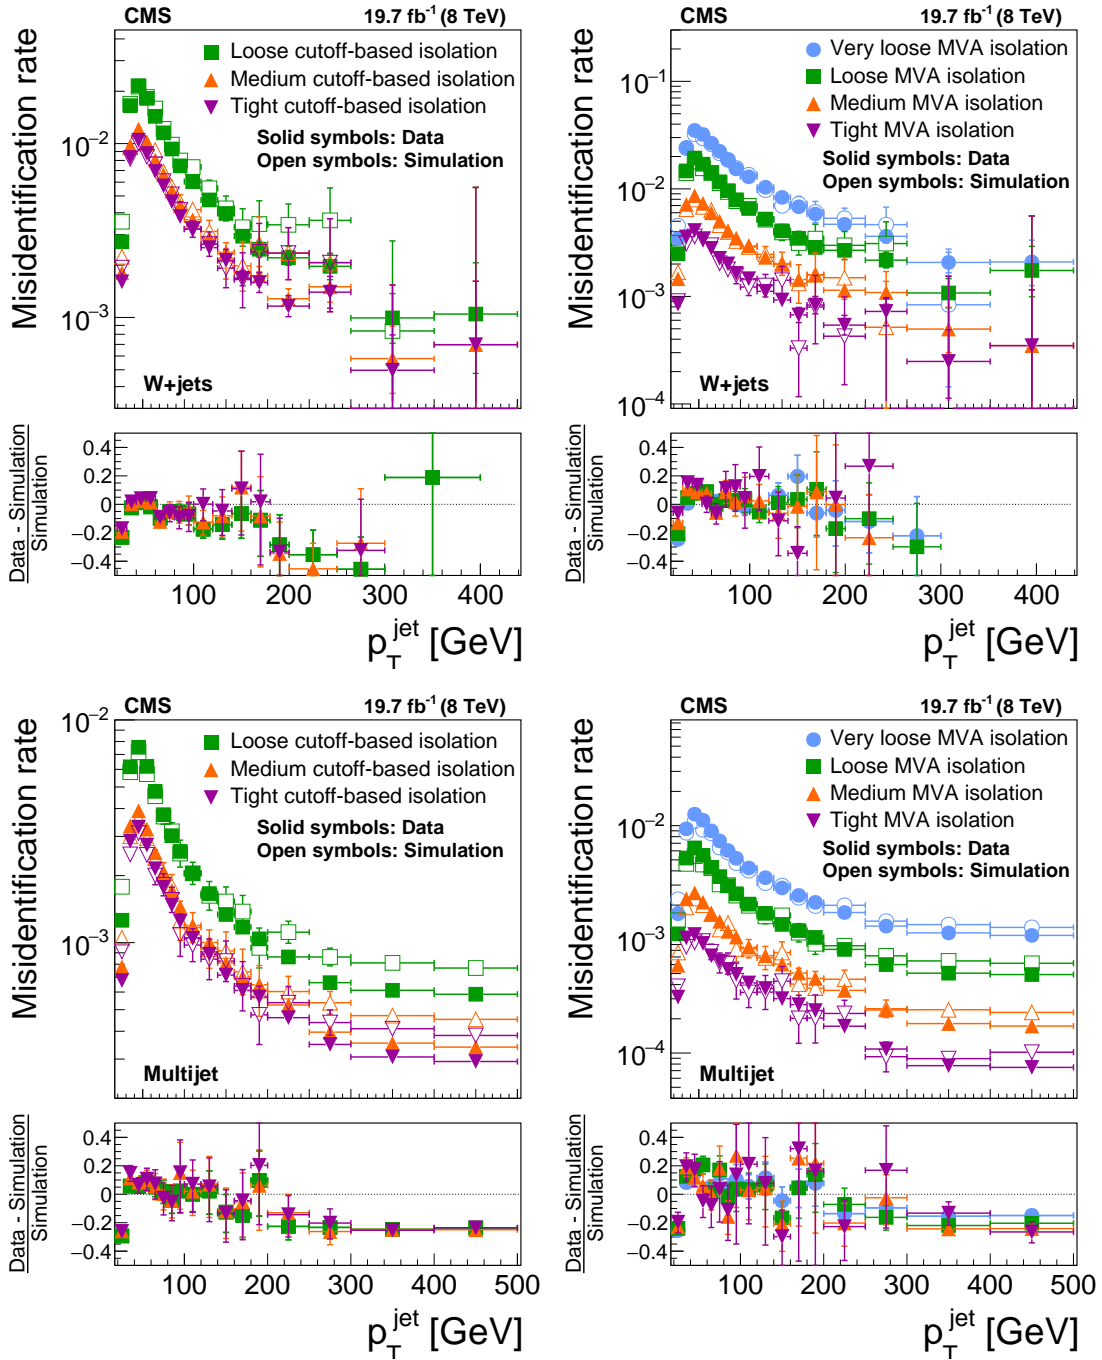 CMS 19.7 fb⁻¹ (8 TeV)
Misidentification rate
Loose cutoff-based isolation
Medium cutoff-based isolation
Tight cutoff-based isolation
Solid symbols: Data
Open symbols: Simulation
10⁻²
10⁻³
W+jets
Data - Simulation
Simulation
0.4
0.2
0
−0.2
−0.4
100 200 300 400
p_T^jet [GeV]
CMS 19.7 fb⁻¹ (8 TeV)
Misidentification rate
Very loose MVA isolation
Loose MVA isolation
Medium MVA isolation
Tight MVA isolation
Solid symbols: Data
Open symbols: Simulation
10⁻¹
10⁻²
10⁻³
10⁻⁴
W+jets
Data - Simulation
Simulation
0.4
0.2
0
−0.2
−0.4
100 200 300 400
p_T^jet [GeV]
CMS 19.7 fb⁻¹ (8 TeV)
Misidentification rate
Loose cutoff-based isolation
Medium cutoff-based isolation
Tight cutoff-based isolation
Solid symbols: Data
Open symbols: Simulation
10⁻²
10⁻³
Multijet
Data - Simulation
Simulation
0.4
0.2
0
−0.2
−0.4
100 200 300 400 500
p_T^jet [GeV]
CMS 19.7 fb⁻¹ (8 TeV)
Misidentification rate
Very loose MVA isolation
Loose MVA isolation
Medium MVA isolation
Tight MVA isolation
Solid symbols: Data
Open symbols: Simulation
10⁻²
10⁻³
10⁻⁴
Multijet
Data - Simulation
Simulation
0.4
0.2
0
−0.2
−0.4
100 200 300 400 500
p_T^jet [GeV]